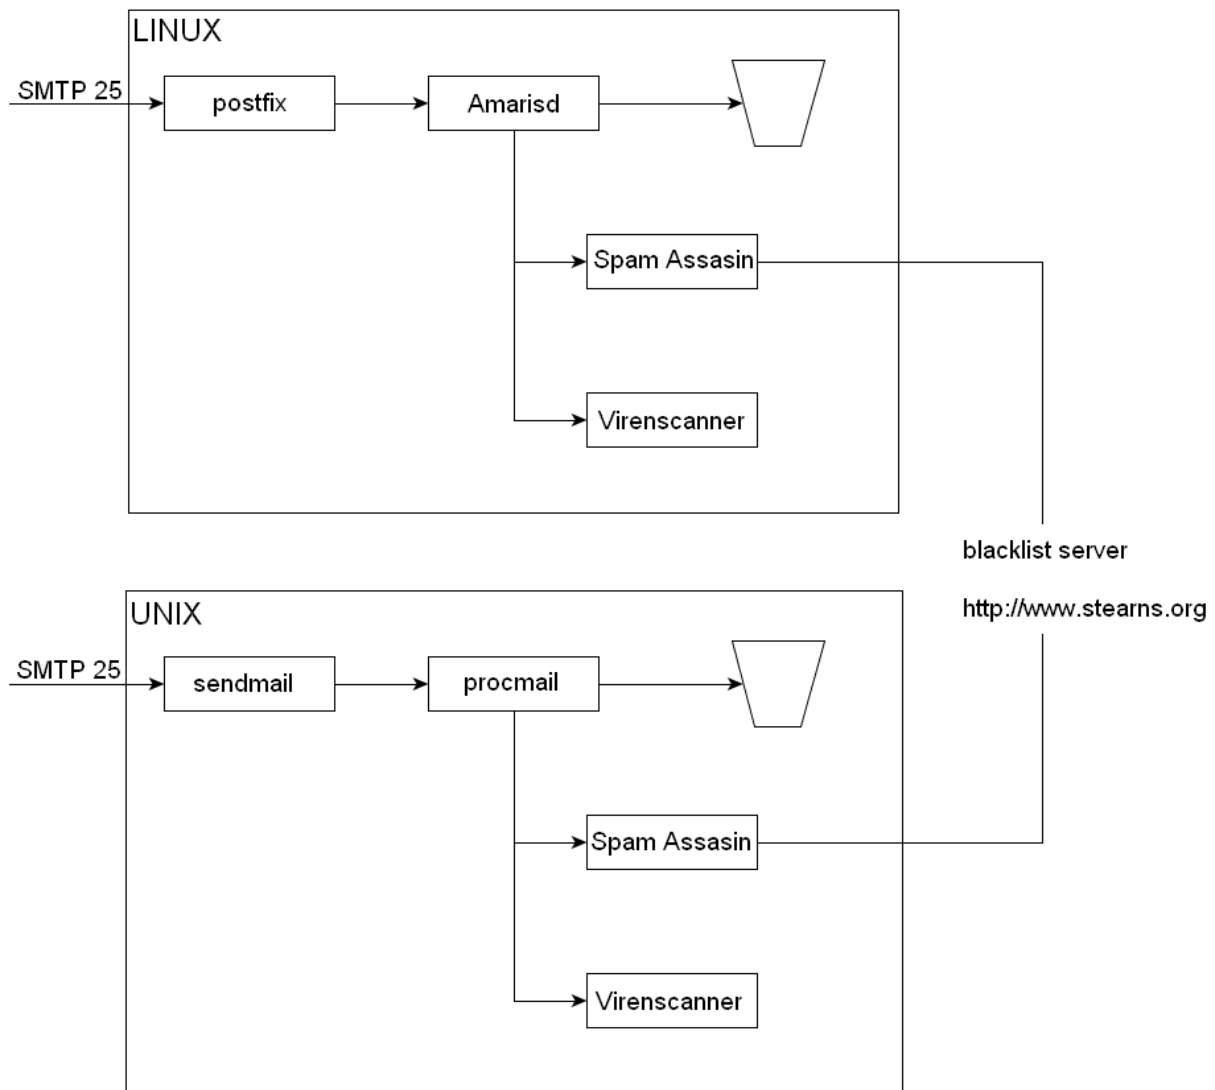 LINUX
SMTP 25
postfix
Amarisd
Spam Assasin
Virenscanner
blacklist server
http://www.stearns.org
UNIX
SMTP 25
sendmail
procmail
Spam Assasin
Virenscanner